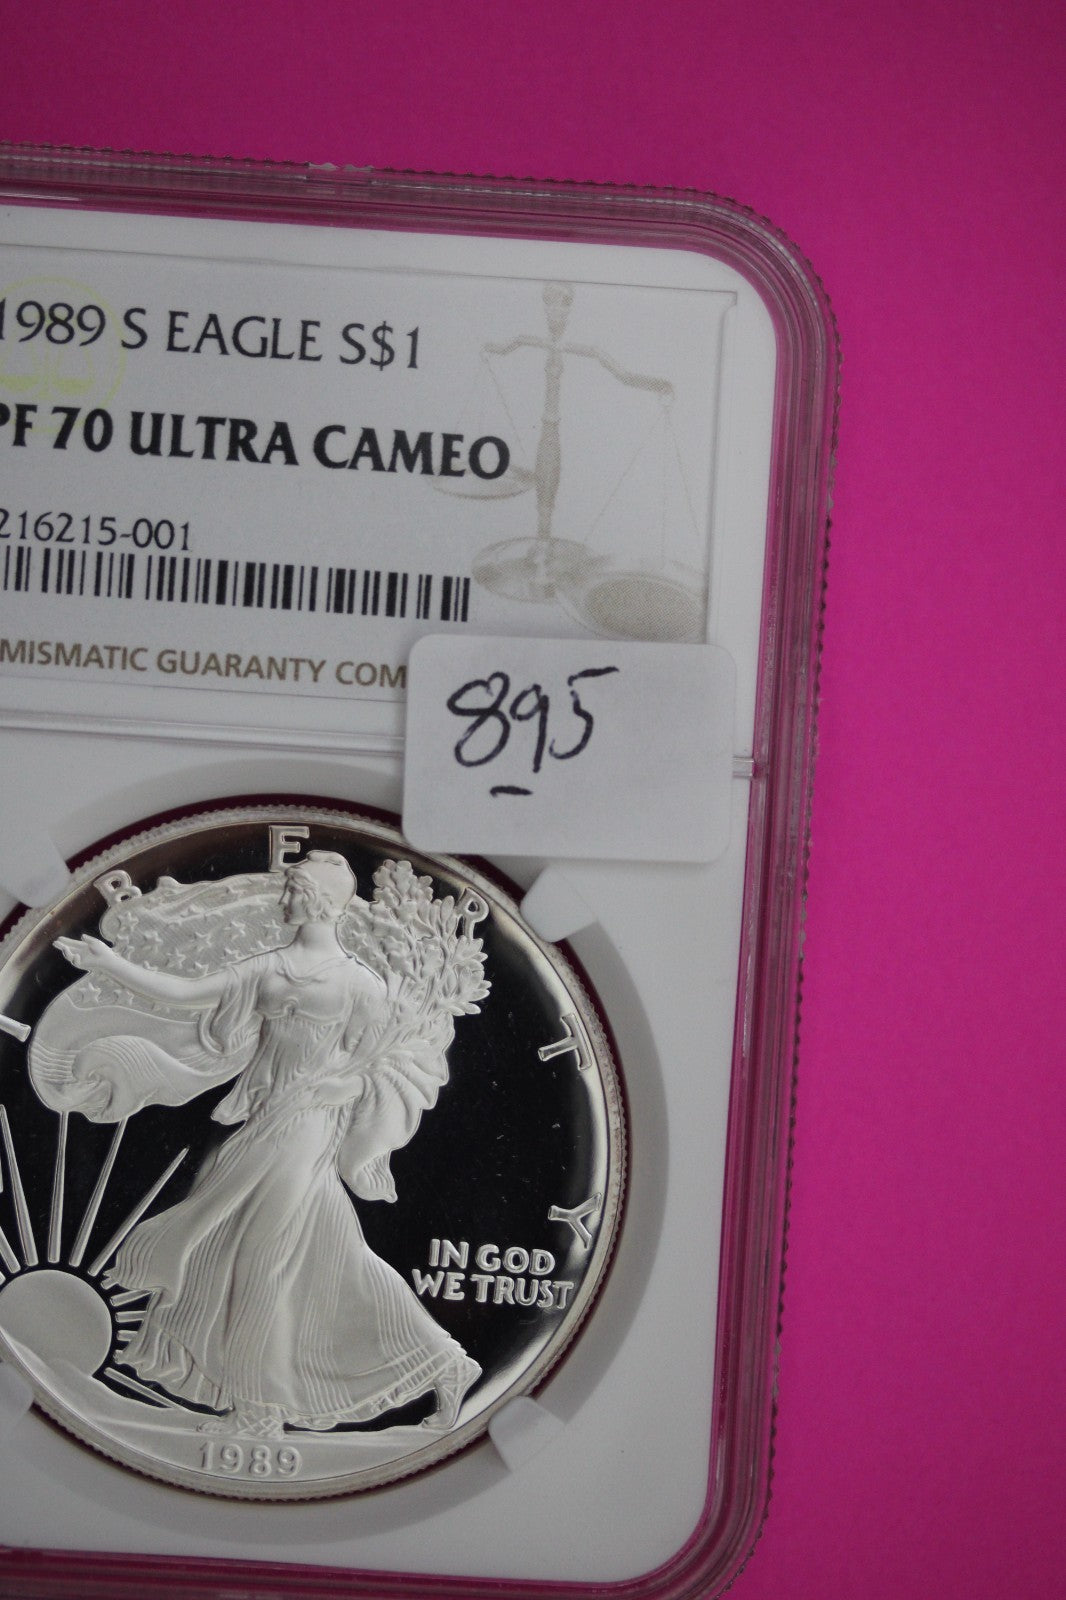 1989 S EAGLE S$1
PF 70 ULTRA CAMEO
216215-001
MISMATIC GUARANTY COM
895
LIBERTY
IN GOD
WE TRUST
1989